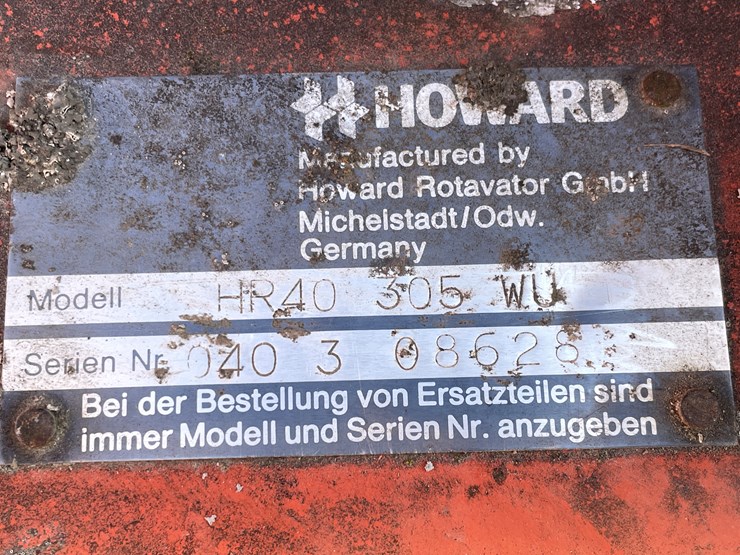 HOWARD
Manufactured by
Howard Rotavator GmbH
Michelstadt/Odw.
Germany
Modell HR40 305 WU
Serien Nr. 040 3 08628
Bei der Bestellung von Ersatzteilen sind
immer Modell und Serien Nr. anzugeben